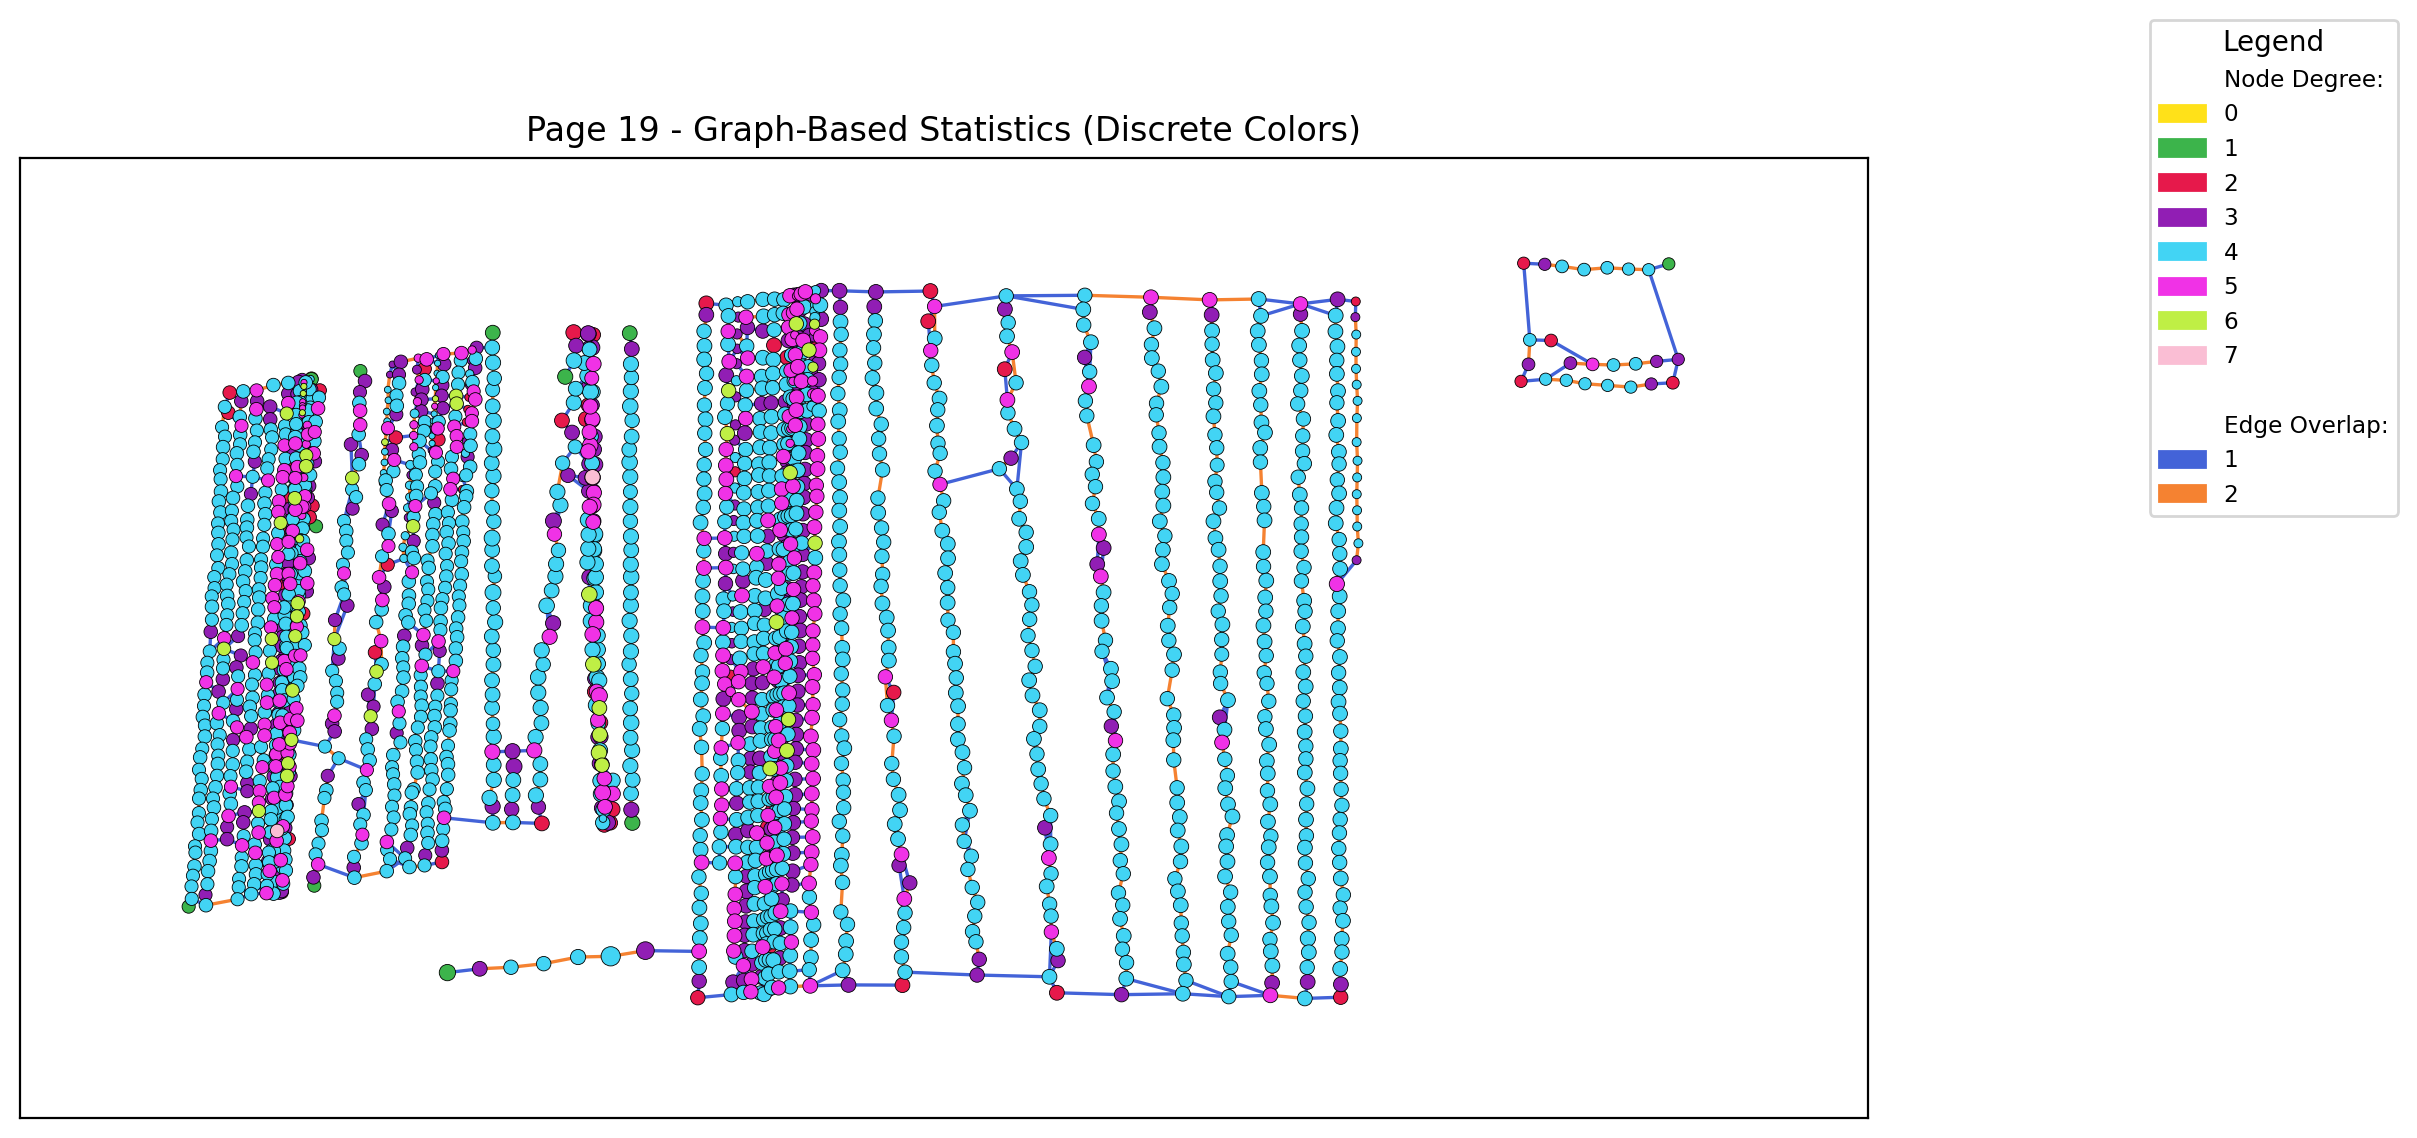 Page 19 - Graph-Based Statistics (Discrete Colors)
Legend
Node Degree:
0
1
2
3
4
5
6
7
Edge Overlap:
1
2